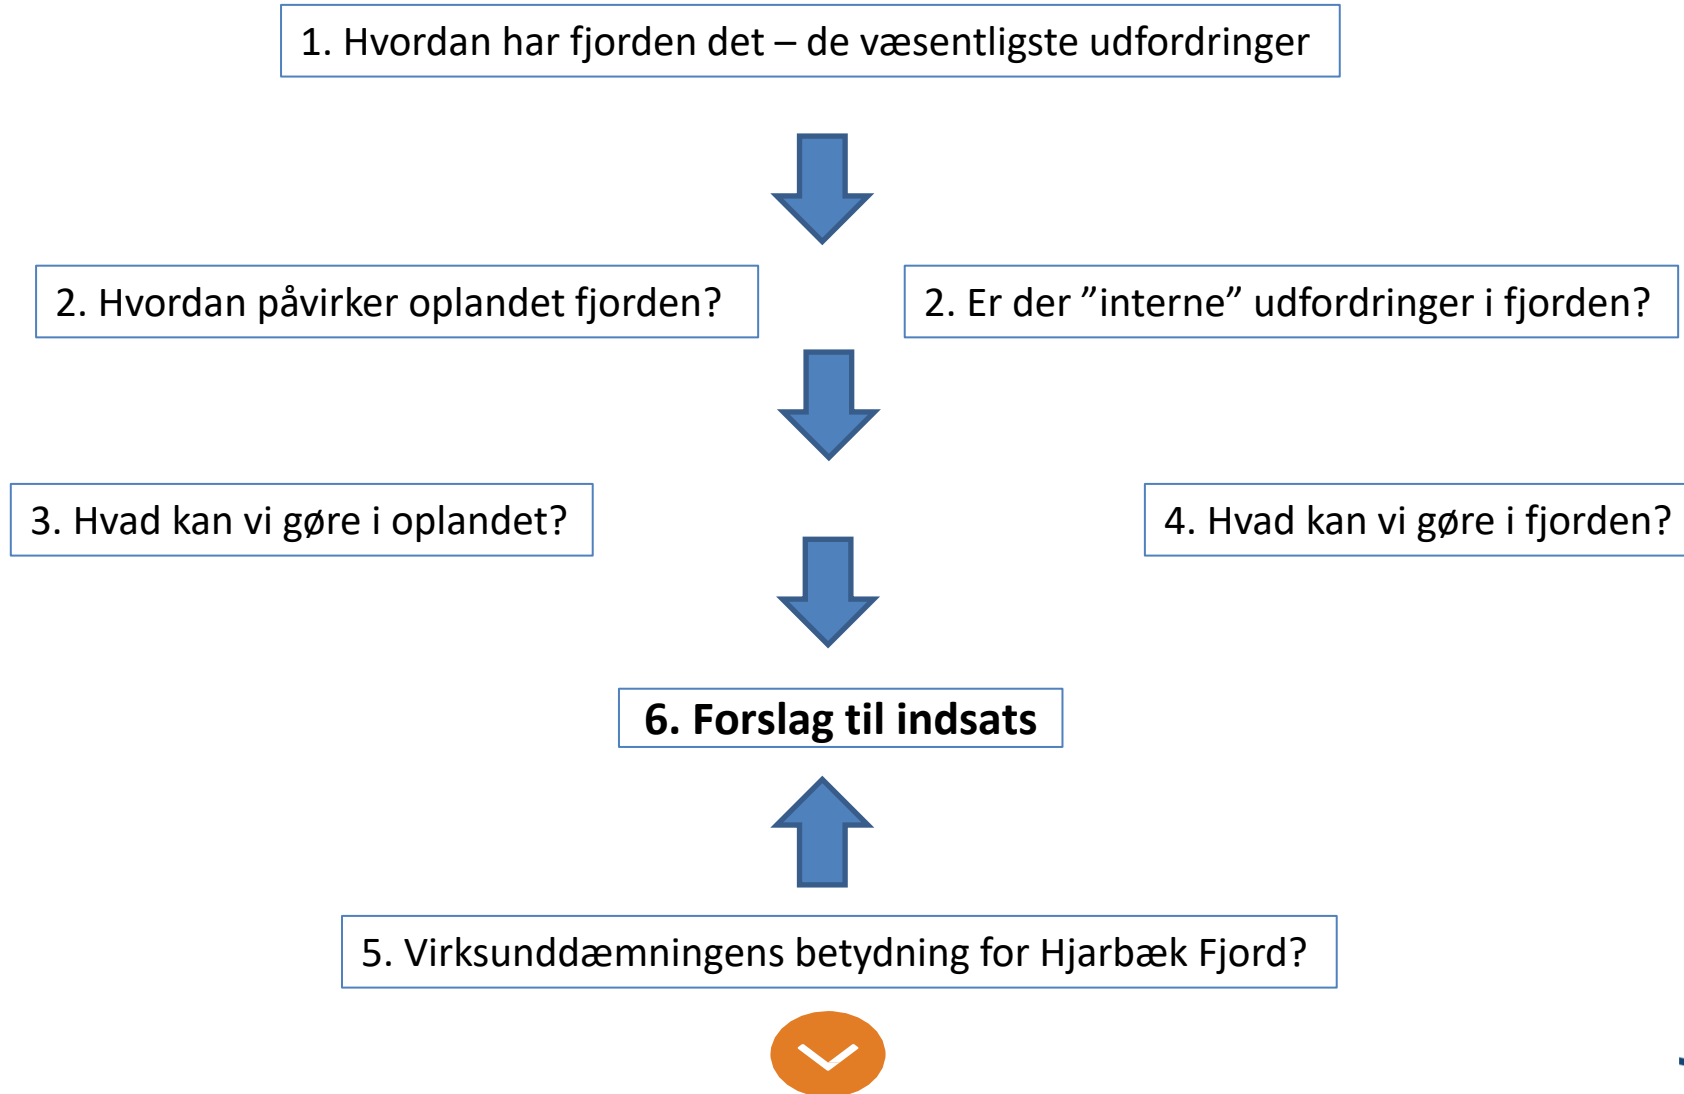 1. Hvordan har fjorden det – de væsentligste udfordringer
2. Hvordan påvirker oplandet fjorden?
2. Er der ”interne” udfordringer i fjorden?
3. Hvad kan vi gøre i oplandet?
4. Hvad kan vi gøre i fjorden?
6. Forslag til indsats
5. Virksunddæmningens betydning for Hjarbæk Fjord?